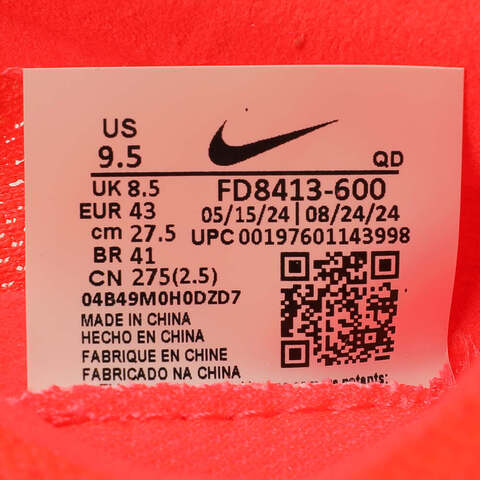 US
9.5
QD
UK 8.5
FD8413-600
EUR 43
05/15/24 | 08/24/24
cm 27.5
UPC 00197601143998
BR 41
CN 275(2.5)
04B49M0H0DZD7
MADE IN CHINA
HECHO EN CHINA
FABRIQUE EN CHINE
FABRICADO NA CHINA
patents: